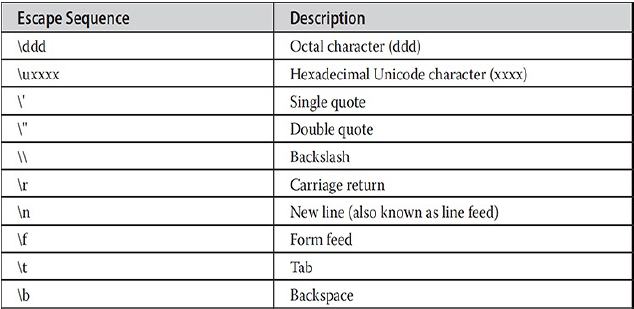 Escape Sequence Description
\ddd Octal character (ddd)
\uxxxx Hexadecimal Unicode character (xxxx)
\' Single quote
\" Double quote
\\ Backslash
\r Carriage return
\n New line (also known as line feed)
\f Form feed
\t Tab
\b Backspace